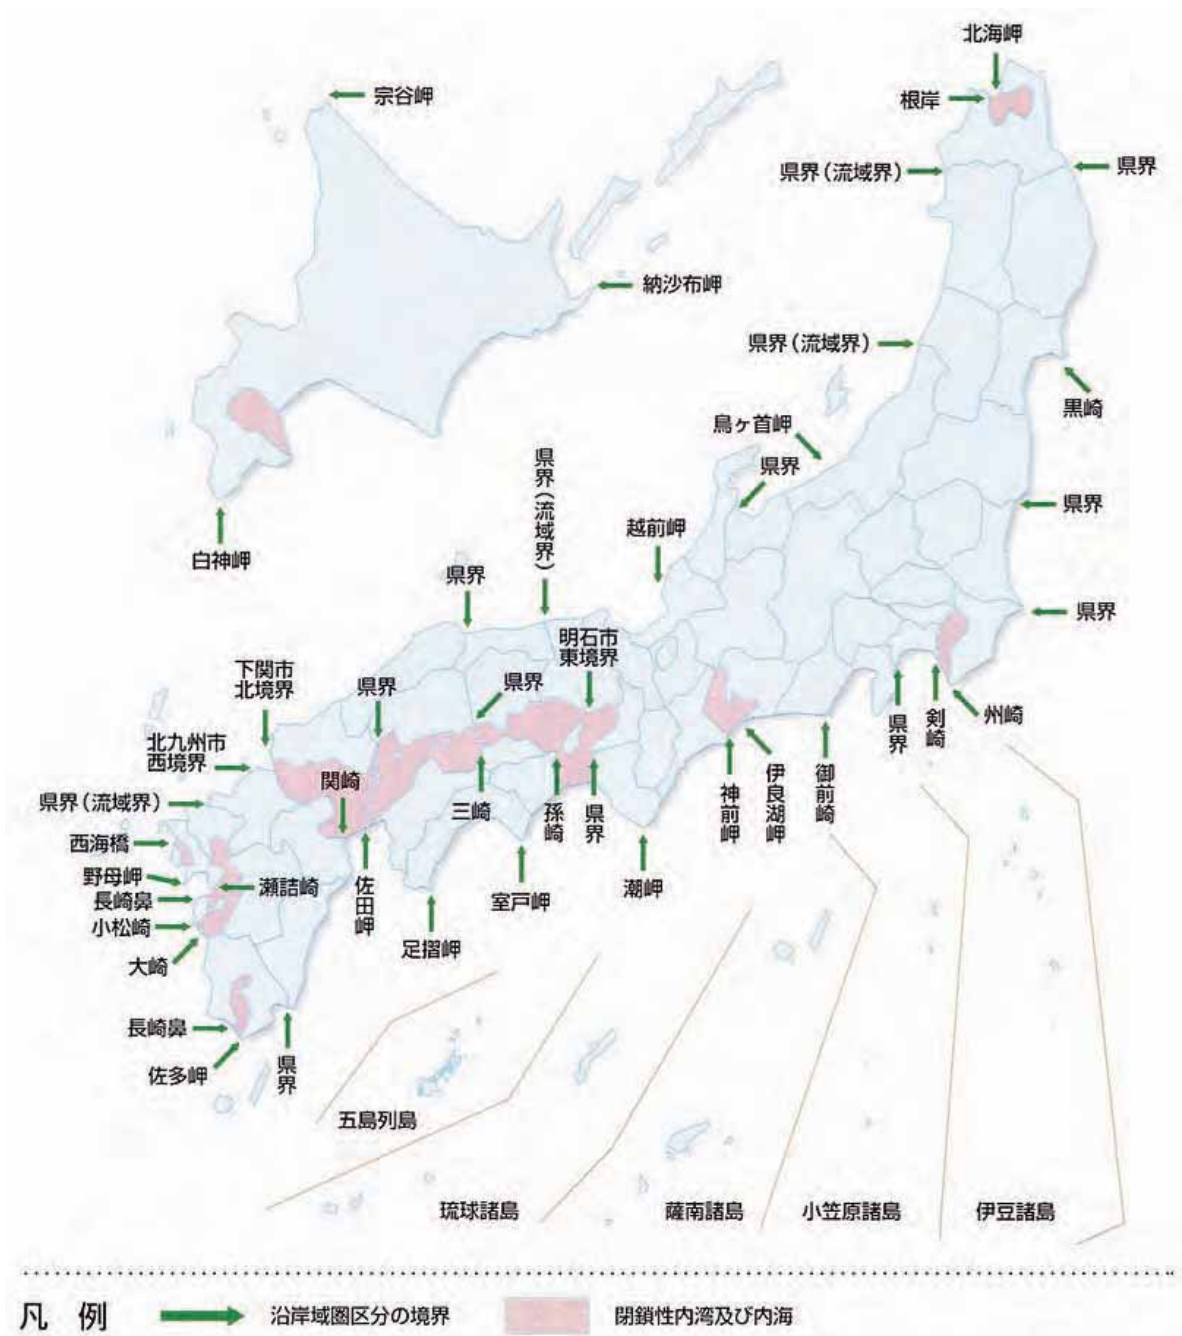 北海岬
宗谷岬
根岸
県界（流域界）
県界
納沙布岬
県界（流域界）
黒崎
鳥ヶ首岬
県界
県界（流域界）
県界
越前岬
白神岬
県界
県界
明石市
東境界
下関市
北境界
県界
県界
北九州市
西境界
関崎
県界（流域界）
三崎
孫崎
県界
神前岬
伊良湖岬
御前崎
県界
剣崎
州崎
西海橋
野母岬
瀬詰崎
長崎鼻
小松崎
大崎
佐田岬
足摺岬
室戸岬
潮岬
長崎鼻
佐多岬
県界
五島列島
琉球諸島
薩南諸島
小笠原諸島
伊豆諸島
凡 例
沿岸域圏区分の境界
閉鎖性内湾及び内海